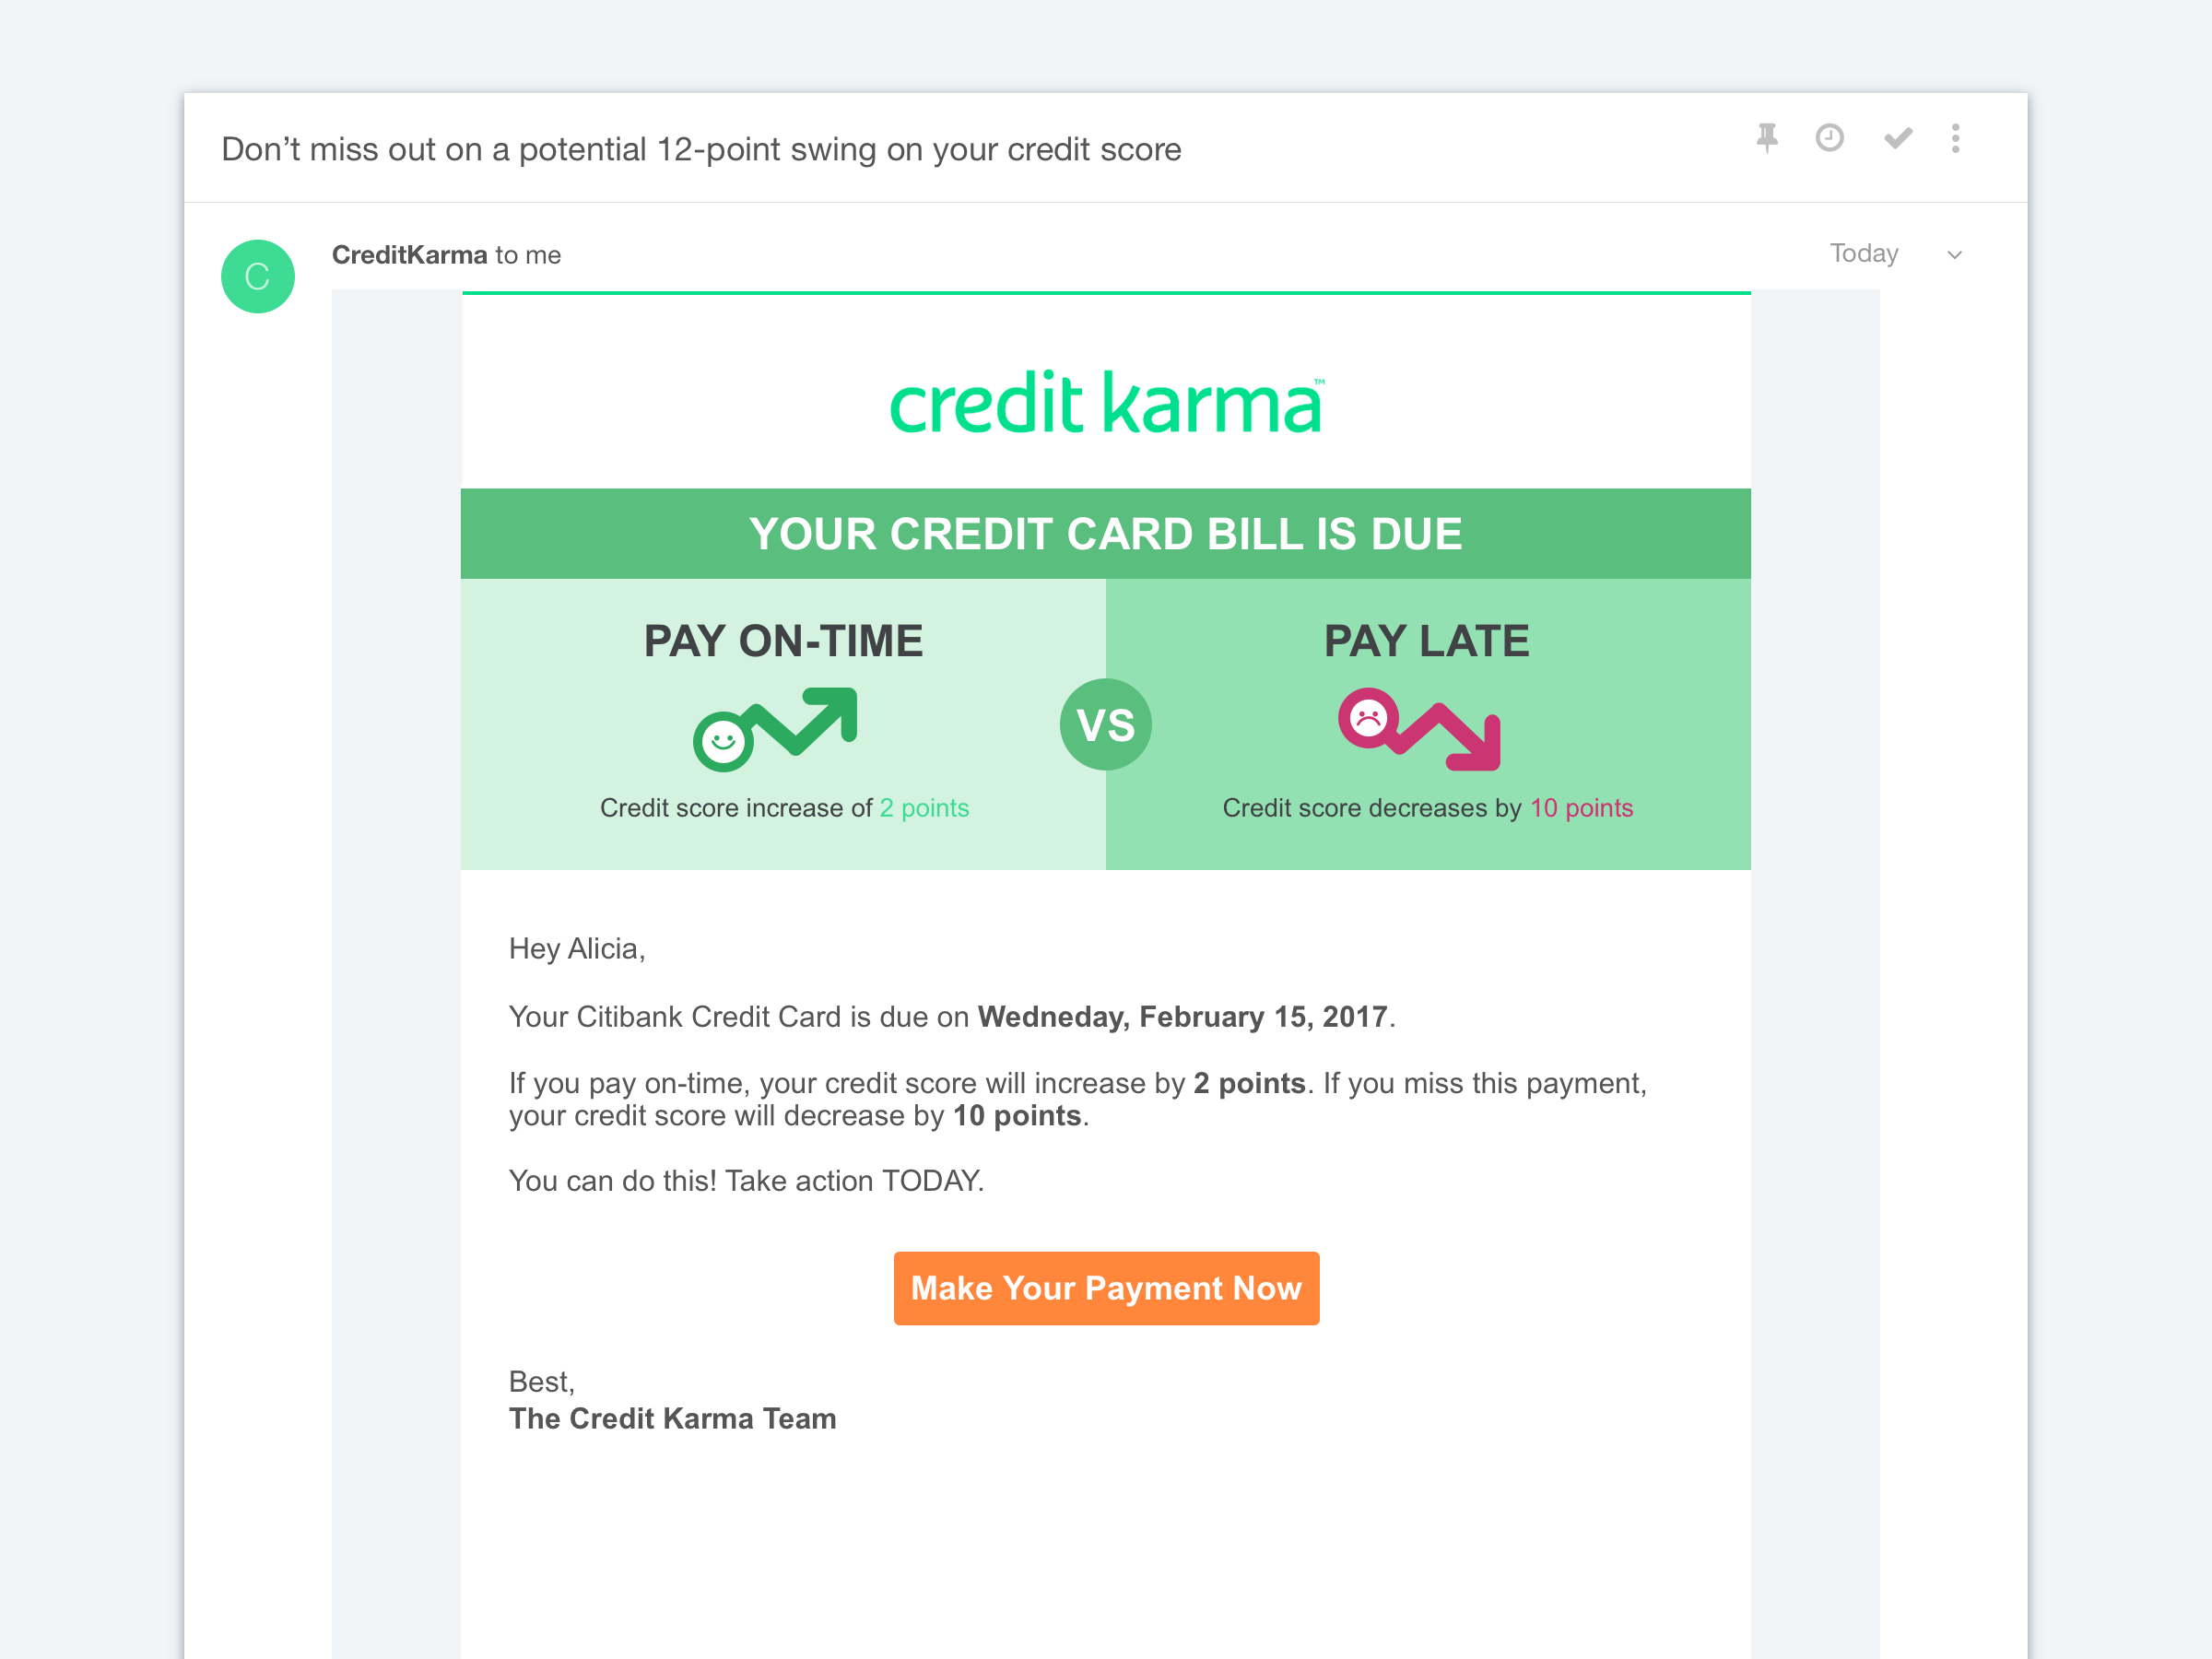 Don’t miss out on a potential 12-point swing on your credit score
C
CreditKarma to me
Today
credit karma™
YOUR CREDIT CARD BILL IS DUE
PAY ON-TIME
VS
PAY LATE
Credit score increase of 2 points
Credit score decreases by 10 points
Hey Alicia,
Your Citibank Credit Card is due on Wedneday, February 15, 2017.
If you pay on-time, your credit score will increase by 2 points. If you miss this payment,
your credit score will decrease by 10 points.
You can do this! Take action TODAY.
Make Your Payment Now
Best,
The Credit Karma Team